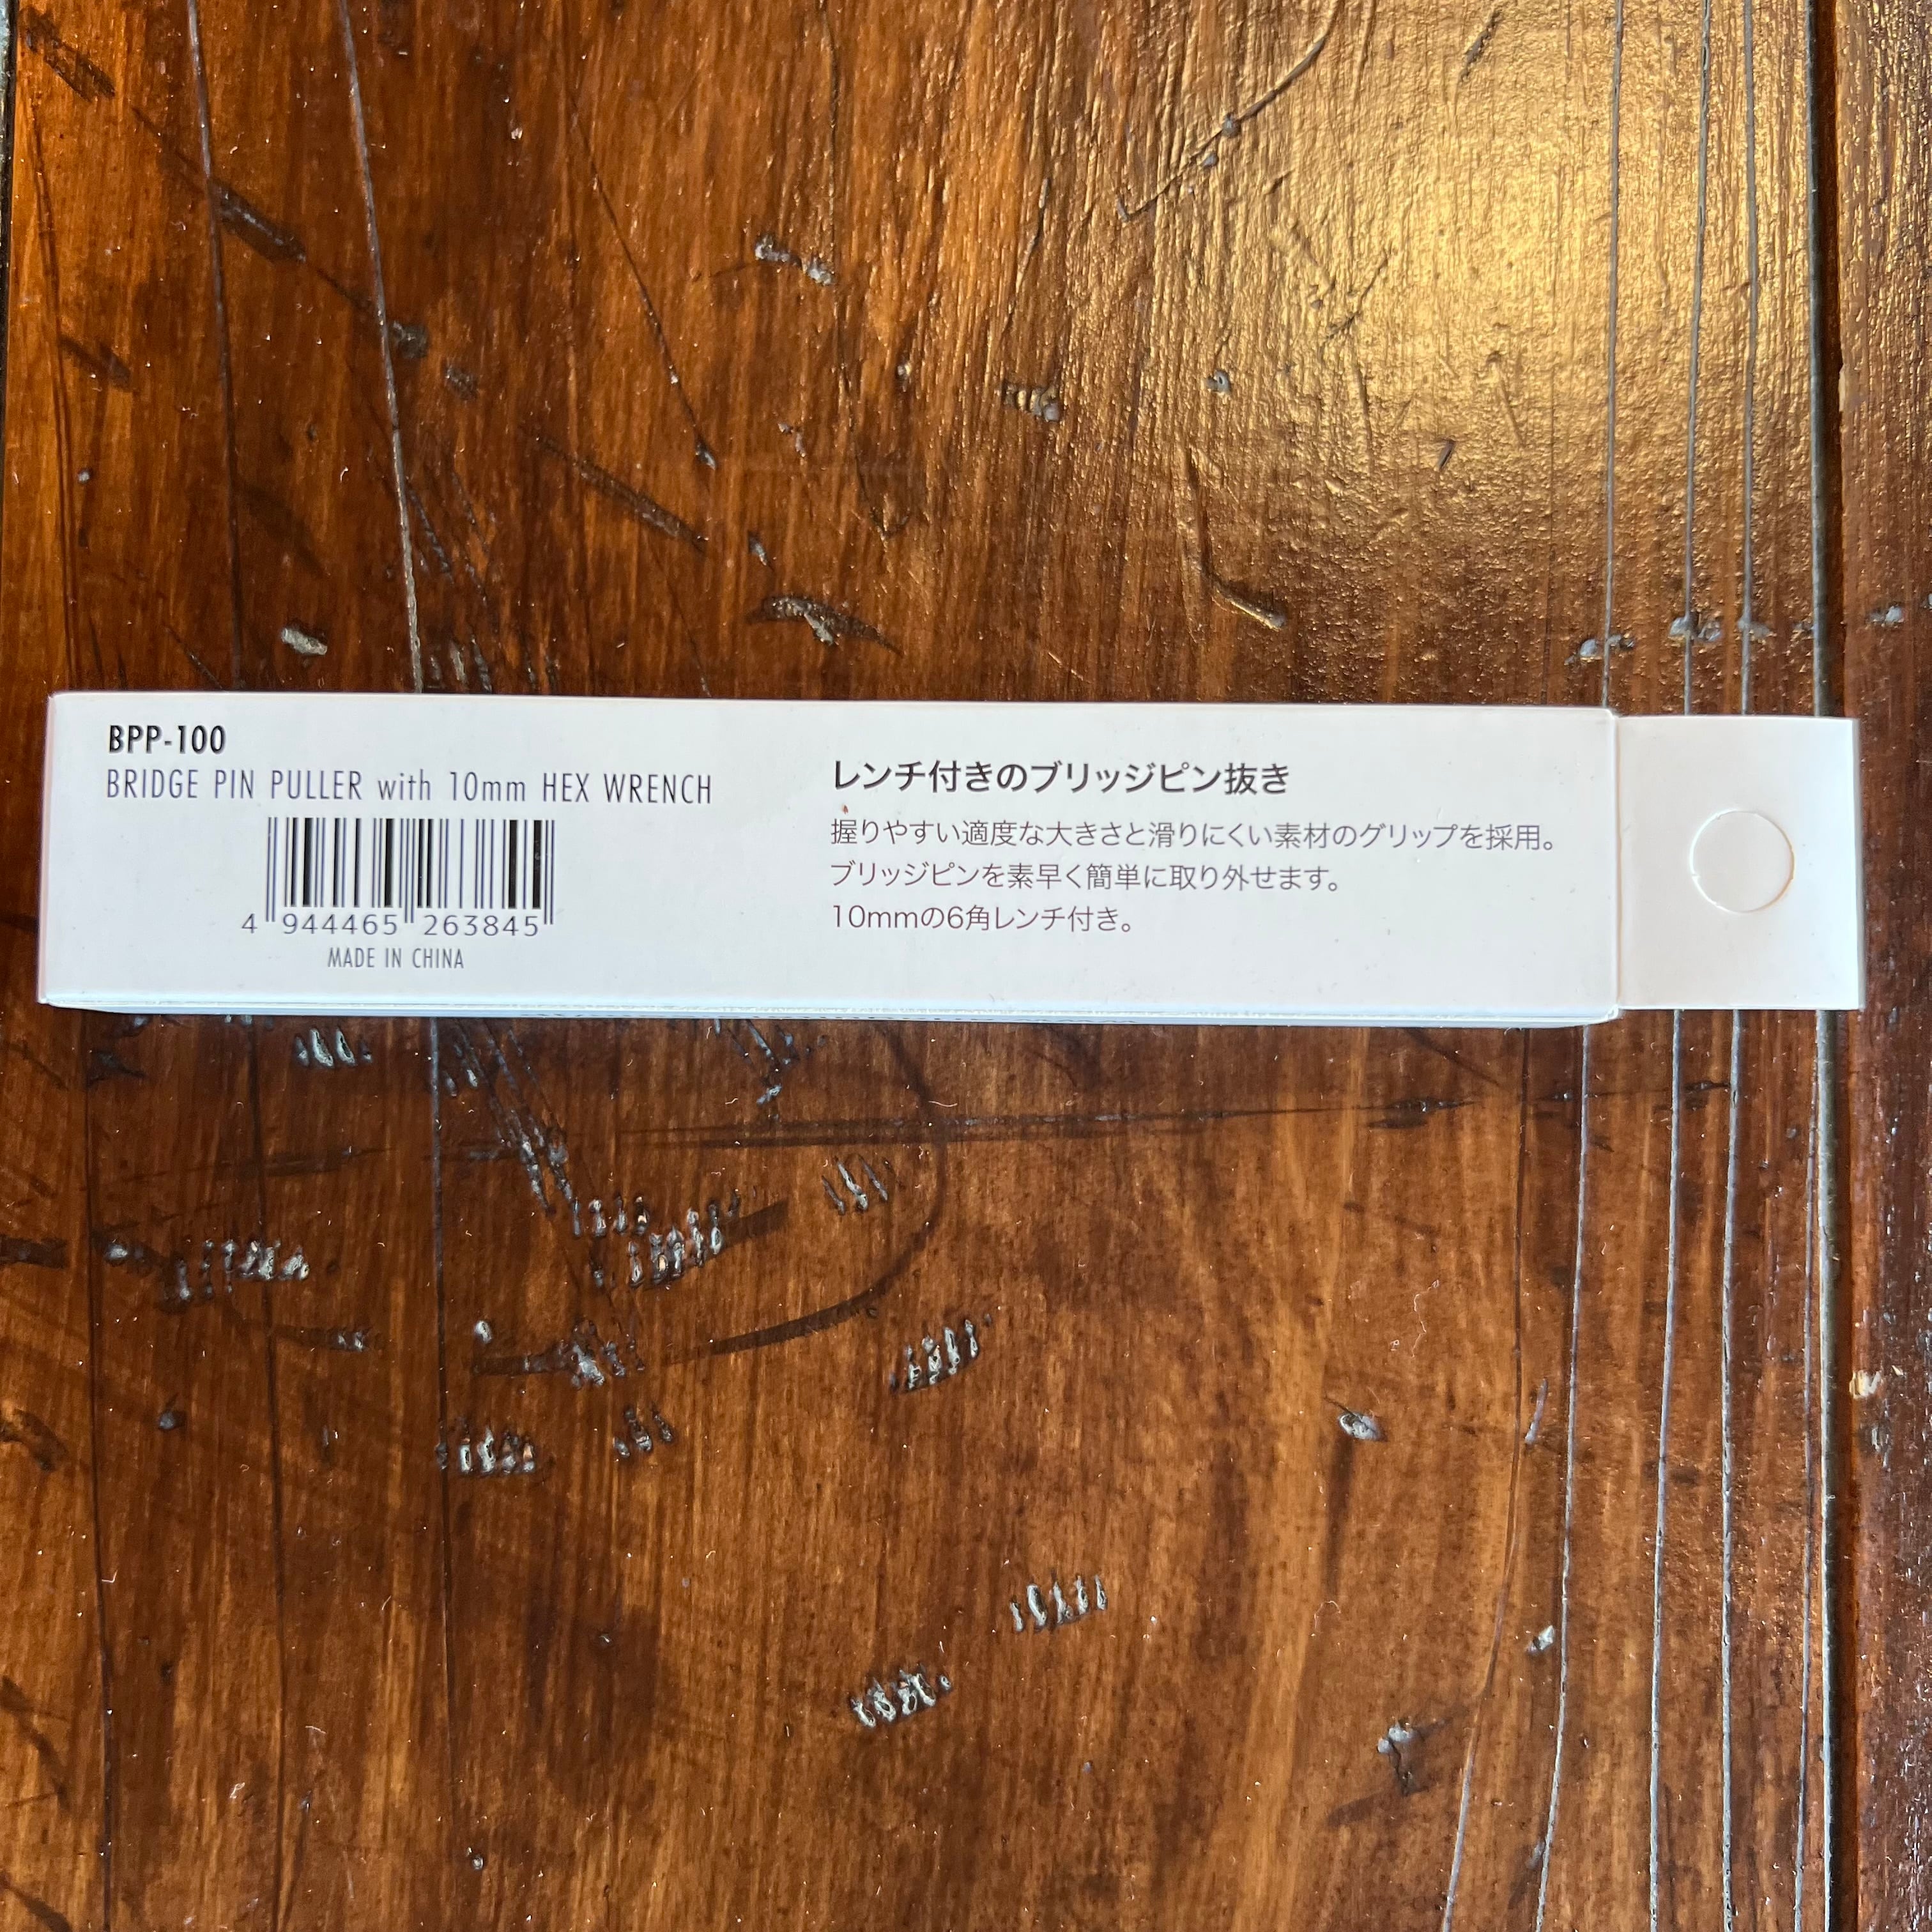 BPP-100
BRIDGE PIN PULLER with 10mm HEX WRENCH
4 944465 263845
MADE IN CHINA
レンチ付きのブリッジピン抜き
握りやすい適度な大きさと滑りにくい素材のグリップを採用。
ブリッジピンを素早く簡単に取り外せます。
10mmの6角レンチ付き。